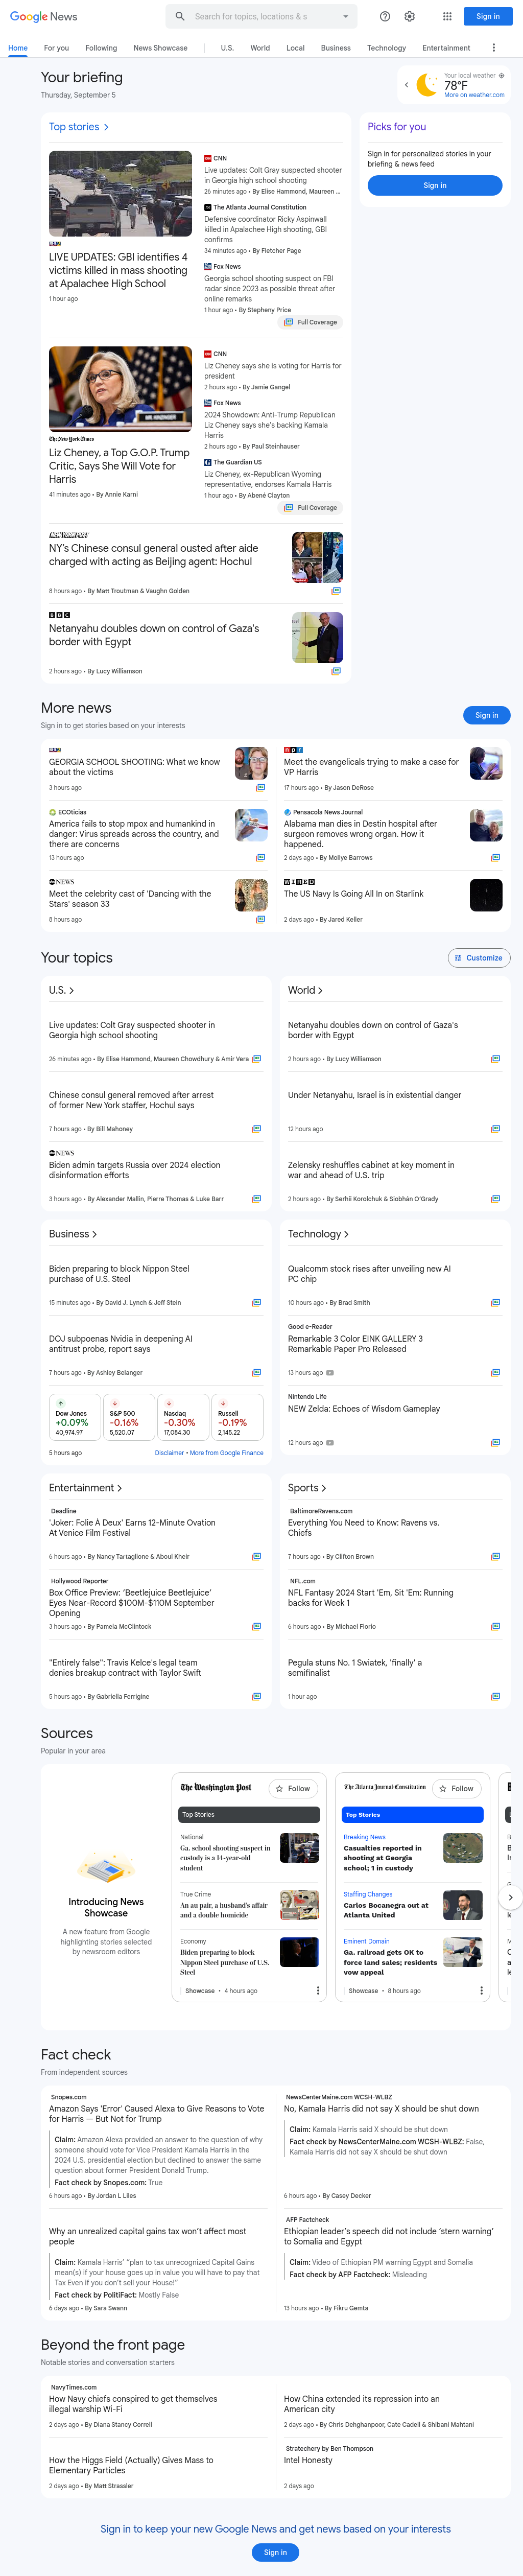 Google News
Search for topics, locations & s
Sign in
Home
For you
Following
News Showcase
U.S.
World
Local
Business
Technology
Entertainment
Your briefing
Thursday, September 5
Your local weather
78°F
More on weather.com
Top stories
Picks for you
Sign in for personalized stories in your
briefing & news feed
Sign in
LIVE UPDATES: GBI identifies 4
victims killed in mass shooting
at Apalachee High School
1 hour ago
CNN
Live updates: Colt Gray suspected shooter
in Georgia high school shooting
26 minutes ago • By Elise Hammond, Maureen ...
The Atlanta Journal Constitution
Defensive coordinator Ricky Aspinwall
killed in Apalachee High shooting, GBI
confirms
34 minutes ago • By Fletcher Page
Fox News
Georgia school shooting suspect on FBI
radar since 2023 as possible threat after
online remarks
1 hour ago • By Stepheny Price
Full Coverage
The New York Times
Liz Cheney, a Top G.O.P. Trump
Critic, Says She Will Vote for
Harris
41 minutes ago • By Annie Karni
CNN
Liz Cheney says she is voting for Harris for
president
2 hours ago • By Jamie Gangel
Fox News
2024 Showdown: Anti-Trump Republican
Liz Cheney says she's backing Kamala
Harris
2 hours ago • By Paul Steinhauser
The Guardian US
Liz Cheney, ex-Republican Wyoming
representative, endorses Kamala Harris
1 hour ago • By Abené Clayton
Full Coverage
NEW YORK POST
NY's Chinese consul general ousted after aide
charged with acting as Beijing agent: Hochul
8 hours ago • By Matt Troutman & Vaughn Golden
BBC
Netanyahu doubles down on control of Gaza's
border with Egypt
2 hours ago • By Lucy Williamson
More news
Sign in to get stories based on your interests
Sign in
GEORGIA SCHOOL SHOOTING: What we know
about the victims
3 hours ago
npr
Meet the evangelicals trying to make a case for
VP Harris
17 hours ago • By Jason DeRose
ECOticias
America fails to stop mpox and humankind in
danger: Virus spreads across the country, and
there are concerns
13 hours ago
Pensacola News Journal
Alabama man dies in Destin hospital after
surgeon removes wrong organ. How it
happened.
2 days ago • By Mollye Barrows
NEWS
Meet the celebrity cast of 'Dancing with the
Stars' season 33
8 hours ago
WIRED
The US Navy Is Going All In on Starlink
2 days ago • By Jared Keller
Your topics
Customize
U.S.
Live updates: Colt Gray suspected shooter in
Georgia high school shooting
26 minutes ago • By Elise Hammond, Maureen Chowdhury & Amir Vera
Chinese consul general removed after arrest
of former New York staffer, Hochul says
7 hours ago • By Bill Mahoney
NEWS
Biden admin targets Russia over 2024 election
disinformation efforts
3 hours ago • By Alexander Mallin, Pierre Thomas & Luke Barr
World
Netanyahu doubles down on control of Gaza's
border with Egypt
2 hours ago • By Lucy Williamson
Under Netanyahu, Israel is in existential danger
12 hours ago
Zelensky reshuffles cabinet at key moment in
war and ahead of U.S. trip
2 hours ago • By Serhii Korolchuk & Siobhán O'Grady
Business
Biden preparing to block Nippon Steel
purchase of U.S. Steel
15 minutes ago • By David J. Lynch & Jeff Stein
DOJ subpoenas Nvidia in deepening AI
antitrust probe, report says
7 hours ago • By Ashley Belanger
Dow Jones
+0.09%
40,974.97
S&P 500
-0.16%
5,520.07
Nasdaq
-0.30%
17,084.30
Russell
-0.19%
2,145.22
5 hours ago
Disclaimer • More from Google Finance
Technology
Qualcomm stock rises after unveiling new AI
PC chip
10 hours ago • By Brad Smith
Good e-Reader
Remarkable 3 Color EINK GALLERY 3
Remarkable Paper Pro Released
13 hours ago
Nintendo Life
NEW Zelda: Echoes of Wisdom Gameplay
12 hours ago
Entertainment
Deadline
'Joker: Folie À Deux' Earns 12-Minute Ovation
At Venice Film Festival
6 hours ago • By Nancy Tartaglione & Aboul Kheir
Hollywood Reporter
Box Office Preview: 'Beetlejuice Beetlejuice'
Eyes Near-Record $100M-$110M September
Opening
3 hours ago • By Pamela McClintock
"Entirely false": Travis Kelce's legal team
denies breakup contract with Taylor Swift
5 hours ago • By Gabriella Ferrigine
Sports
BaltimoreRavens.com
Everything You Need to Know: Ravens vs.
Chiefs
7 hours ago • By Clifton Brown
NFL.com
NFL Fantasy 2024 Start 'Em, Sit 'Em: Running
backs for Week 1
6 hours ago • By Michael Florio
Pegula stuns No. 1 Swiatek, 'finally' a
semifinalist
1 hour ago
Sources
Popular in your area
Introducing News
Showcase
A new feature from Google
highlighting stories selected
by newsroom editors
The Washington Post
Follow
Top Stories
National
Ga. school shooting suspect in
custody is a 14-year-old
student
True Crime
An au pair, a husband's affair
and a double homicide
Economy
Biden preparing to block
Nippon Steel purchase of U.S.
Steel
Showcase • 4 hours ago
The Atlanta Journal-Constitution
Follow
Top Stories
Breaking News
Casualties reported in
shooting at Georgia
school; 1 in custody
Staffing Changes
Carlos Bocanegra out at
Atlanta United
Eminent Domain
Ga. railroad gets OK to
force land sales; residents
vow appeal
Showcase • 8 hours ago
Fact check
From independent sources
Snopes.com
Amazon Says 'Error' Caused Alexa to Give Reasons to Vote
for Harris — But Not for Trump
Claim: Amazon Alexa provided an answer to the question of why
someone should vote for Vice President Kamala Harris in the
2024 U.S. presidential election but declined to answer the same
question about former President Donald Trump.
Fact check by Snopes.com: True
6 hours ago • By Jordan L Liles
NewsCenterMaine.com WCSH-WLBZ
No, Kamala Harris did not say X should be shut down
Claim: Kamala Harris said X should be shut down
Fact check by NewsCenterMaine.com WCSH-WLBZ: False,
Kamala Harris did not say X should be shut down
6 hours ago • By Casey Decker
Why an unrealized capital gains tax won't affect most
people
Claim: Kamala Harris' "plan to tax unrecognized Capital Gains
mean(s) if your house goes up in value you will have to pay that
Tax Even if you don't sell your House!"
Fact check by PolitiFact: Mostly False
6 days ago • By Sara Swann
AFP Factcheck
Ethiopian leader's speech did not include 'stern warning'
to Somalia and Egypt
Claim: Video of Ethiopian PM warning Egypt and Somalia
Fact check by AFP Factcheck: Misleading
13 hours ago • By Fikru Gemta
Beyond the front page
Notable stories and conversation starters
NavyTimes.com
How Navy chiefs conspired to get themselves
illegal warship Wi-Fi
2 days ago • By Diana Stancy Correll
How China extended its repression into an
American city
2 days ago • By Chris Dehghanpoor, Cate Cadell & Shibani Mahtani
How the Higgs Field (Actually) Gives Mass to
Elementary Particles
2 days ago • By Matt Strassler
Stratechery by Ben Thompson
Intel Honesty
2 days ago
Sign in to keep your new Google News and get news based on your interests
Sign in